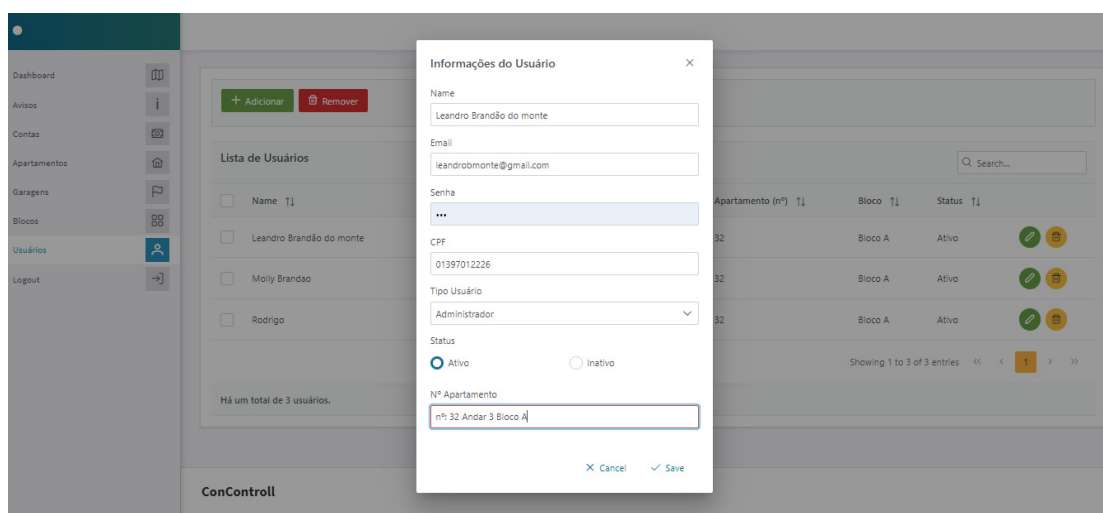 Dashboard
Avisos
Contas
Apartamentos
Garagens
Blocos
Usuários
Logout
Adicionar
Remover
Lista de Usuários
Search...
Name
Apartamento (nº)
Bloco
Status
Leandro Brandão do monte
32
Bloco A
Ativo
Molly Brandao
32
Bloco A
Ativo
Rodrigo
32
Bloco A
Ativo
Showing 1 to 3 of 3 entries
<< < 1 > >>
Há um total de 3 usuários.
ConControll
Informações do Usuário
Name
Leandro Brandão do monte
Email
leandrobmonte@gmail.com
Senha
•••
CPF
01397012226
Tipo Usuário
Administrador
Status
Ativo
Inativo
Nº Apartamento
nº: 32 Andar 3 Bloco A
Cancel
Save